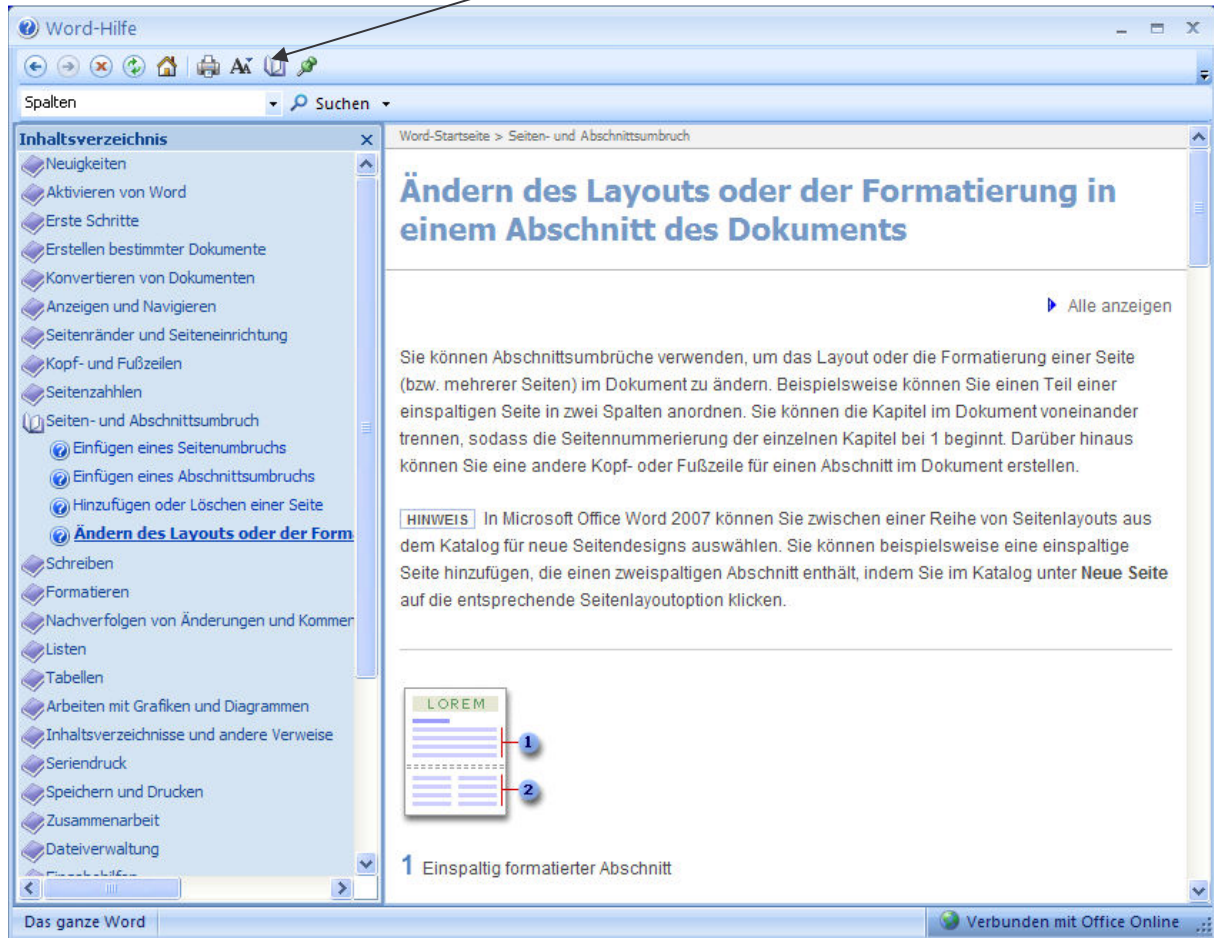 Word-Hilfe
Spalten
Suchen
Inhaltsverzeichnis
Neuigkeiten
Aktivieren von Word
Erste Schritte
Erstellen bestimmter Dokumente
Konvertieren von Dokumenten
Anzeigen und Navigieren
Seitenränder und Seiteneinrichtung
Kopf- und Fußzeilen
Seitenzahhlen
Seiten- und Abschnittsumbruch
Einfügen eines Seitenumbruchs
Einfügen eines Abschnittsumbruchs
Hinzufügen oder Löschen einer Seite
Ändern des Layouts oder der Form
Schreiben
Formatieren
Nachverfolgen von Änderungen und Kommen
Listen
Tabellen
Arbeiten mit Grafiken und Diagrammen
Inhaltsverzeichnisse und andere Verweise
Seriendruck
Speichern und Drucken
Zusammenarbeit
Dateiverwaltung
Word-Startseite > Seiten- und Abschnittsumbruch
Ändern des Layouts oder der Formatierung in
einem Abschnitt des Dokuments
Alle anzeigen
Sie können Abschnittsumbrüche verwenden, um das Layout oder die Formatierung einer Seite
(bzw. mehrerer Seiten) im Dokument zu ändern. Beispielsweise können Sie einen Teil einer
einspaltigen Seite in zwei Spalten anordnen. Sie können die Kapitel im Dokument voneinander
trennen, sodass die Seitennummerierung der einzelnen Kapitel bei 1 beginnt. Darüber hinaus
können Sie eine andere Kopf- oder Fußzeile für einen Abschnitt im Dokument erstellen.
HINWEIS In Microsoft Office Word 2007 können Sie zwischen einer Reihe von Seitenlayouts aus
dem Katalog für neue Seitendesigns auswählen. Sie können beispielsweise eine einspaltige
Seite hinzufügen, die einen zweispaltigen Abschnitt enthält, indem Sie im Katalog unter Neue Seite
auf die entsprechende Seitenlayoutoption klicken.
LOREM
1
2
1 Einspaltig formatierter Abschnitt
Das ganze Word
Verbunden mit Office Online